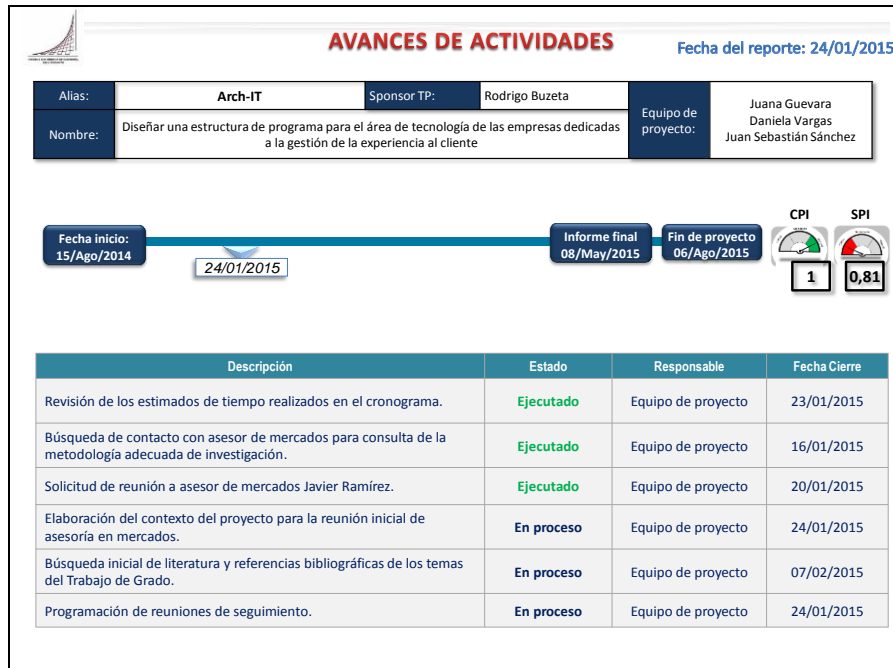 AVANCES DE ACTIVIDADES
Fecha del reporte: 24/01/2015
Alias:
Arch-IT
Sponsor TP:
Rodrigo Buzeta
Equipo de
proyecto:
Juana Guevara
Daniela Vargas
Juan Sebastián Sánchez
Nombre:
Diseñar una estructura de programa para el área de tecnología de las empresas dedicadas
a la gestión de la experiencia al cliente
Fecha inicio:
15/Ago/2014
24/01/2015
Informe final
08/May/2015
Fin de proyecto
06/Ago/2015
CPI
1
SPI
0,81
Descripción Estado Responsable Fecha Cierre
Revisión de los estimados de tiempo realizados en el cronograma. Ejecutado Equipo de proyecto 23/01/2015
Búsqueda de contacto con asesor de mercados para consulta de la
metodología adecuada de investigación. Ejecutado Equipo de proyecto 16/01/2015
Solicitud de reunión a asesor de mercados Javier Ramírez. Ejecutado Equipo de proyecto 20/01/2015
Elaboración del contexto del proyecto para la reunión inicial de
asesoría en mercados. En proceso Equipo de proyecto 24/01/2015
Búsqueda inicial de literatura y referencias bibliográficas de los temas
del Trabajo de Grado. En proceso Equipo de proyecto 07/02/2015
Programación de reuniones de seguimiento. En proceso Equipo de proyecto 24/01/2015